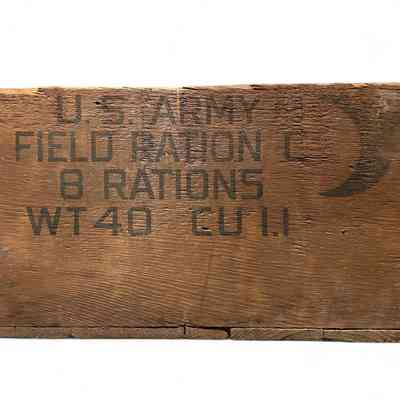 U.S. ARMY
FIELD RATION C
8 RATIONS
WT 40 CU 1.1